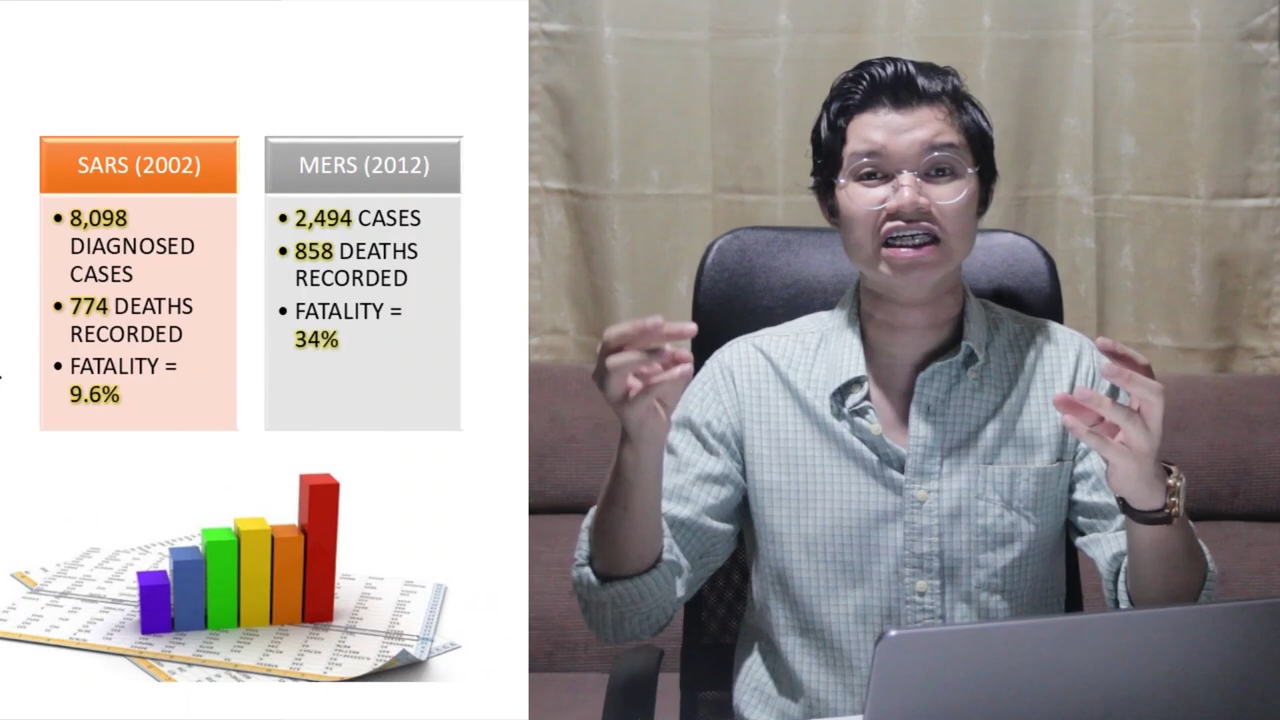 SARS (2002)
• 8,098
DIAGNOSED
CASES
• 774 DEATHS
RECORDED
• FATALITY =
9.6%
MERS (2012)
• 2,494 CASES
• 858 DEATHS
RECORDED
• FATALITY =
34%